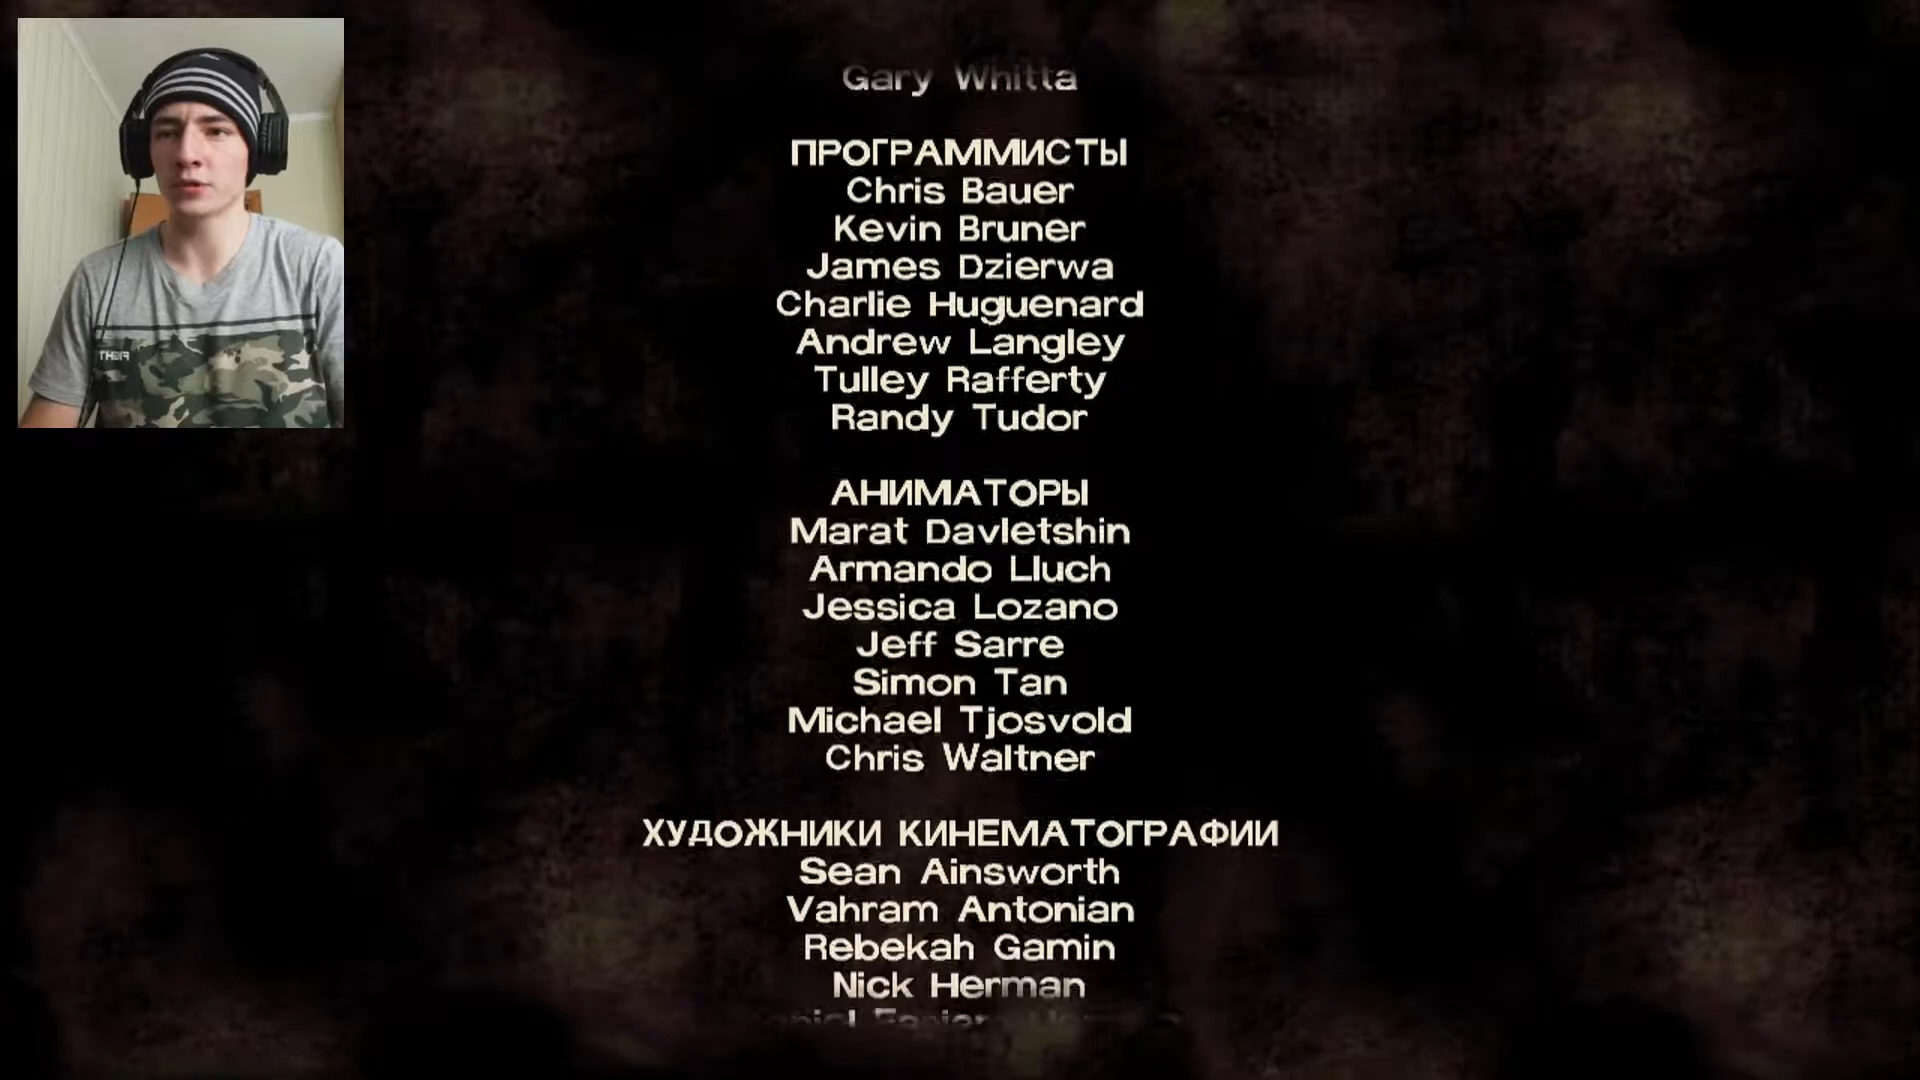 Gary Whitta
ПРОГРАММИСТЫ
Chris Bauer
Kevin Bruner
James Dzierwa
Charlie Huguenard
Andrew Langley
Tulley Rafferty
Randy Tudor
АНИМАТОРЫ
Marat Davletshin
Armando Lluch
Jessica Lozano
Jeff Sarre
Simon Tan
Michael Tjosvold
Chris Waltner
ХУДОЖНИКИ КИНЕМАТОГРАФИИ
Sean Ainsworth
Vahram Antonian
Rebekah Gamin
Nick Herman